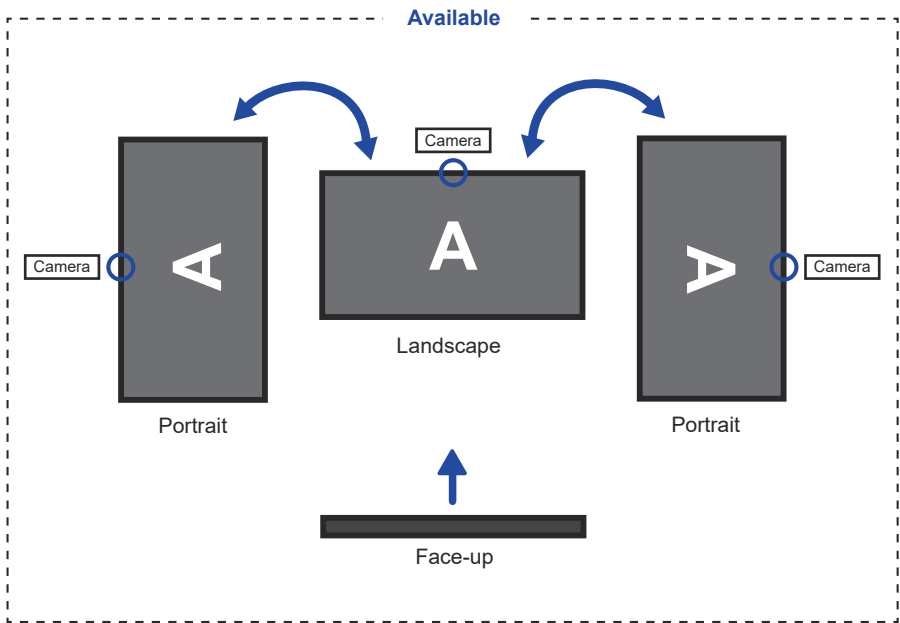 Available
Camera
A
Landscape
Camera
A
Portrait
A
Camera
Portrait
Face-up